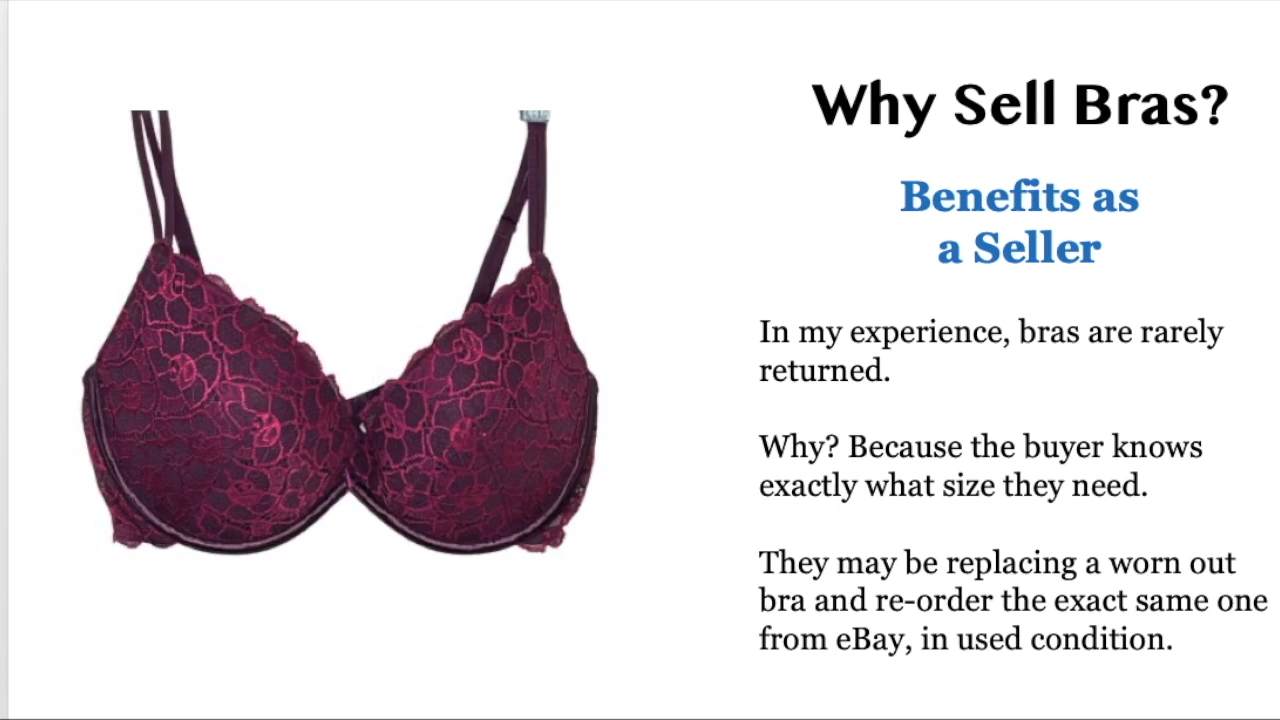 Why Sell Bras?
Benefits as
a Seller
In my experience, bras are rarely
returned.
Why? Because the buyer knows
exactly what size they need.
They may be replacing a worn out
bra and re-order the exact same one
from eBay, in used condition.